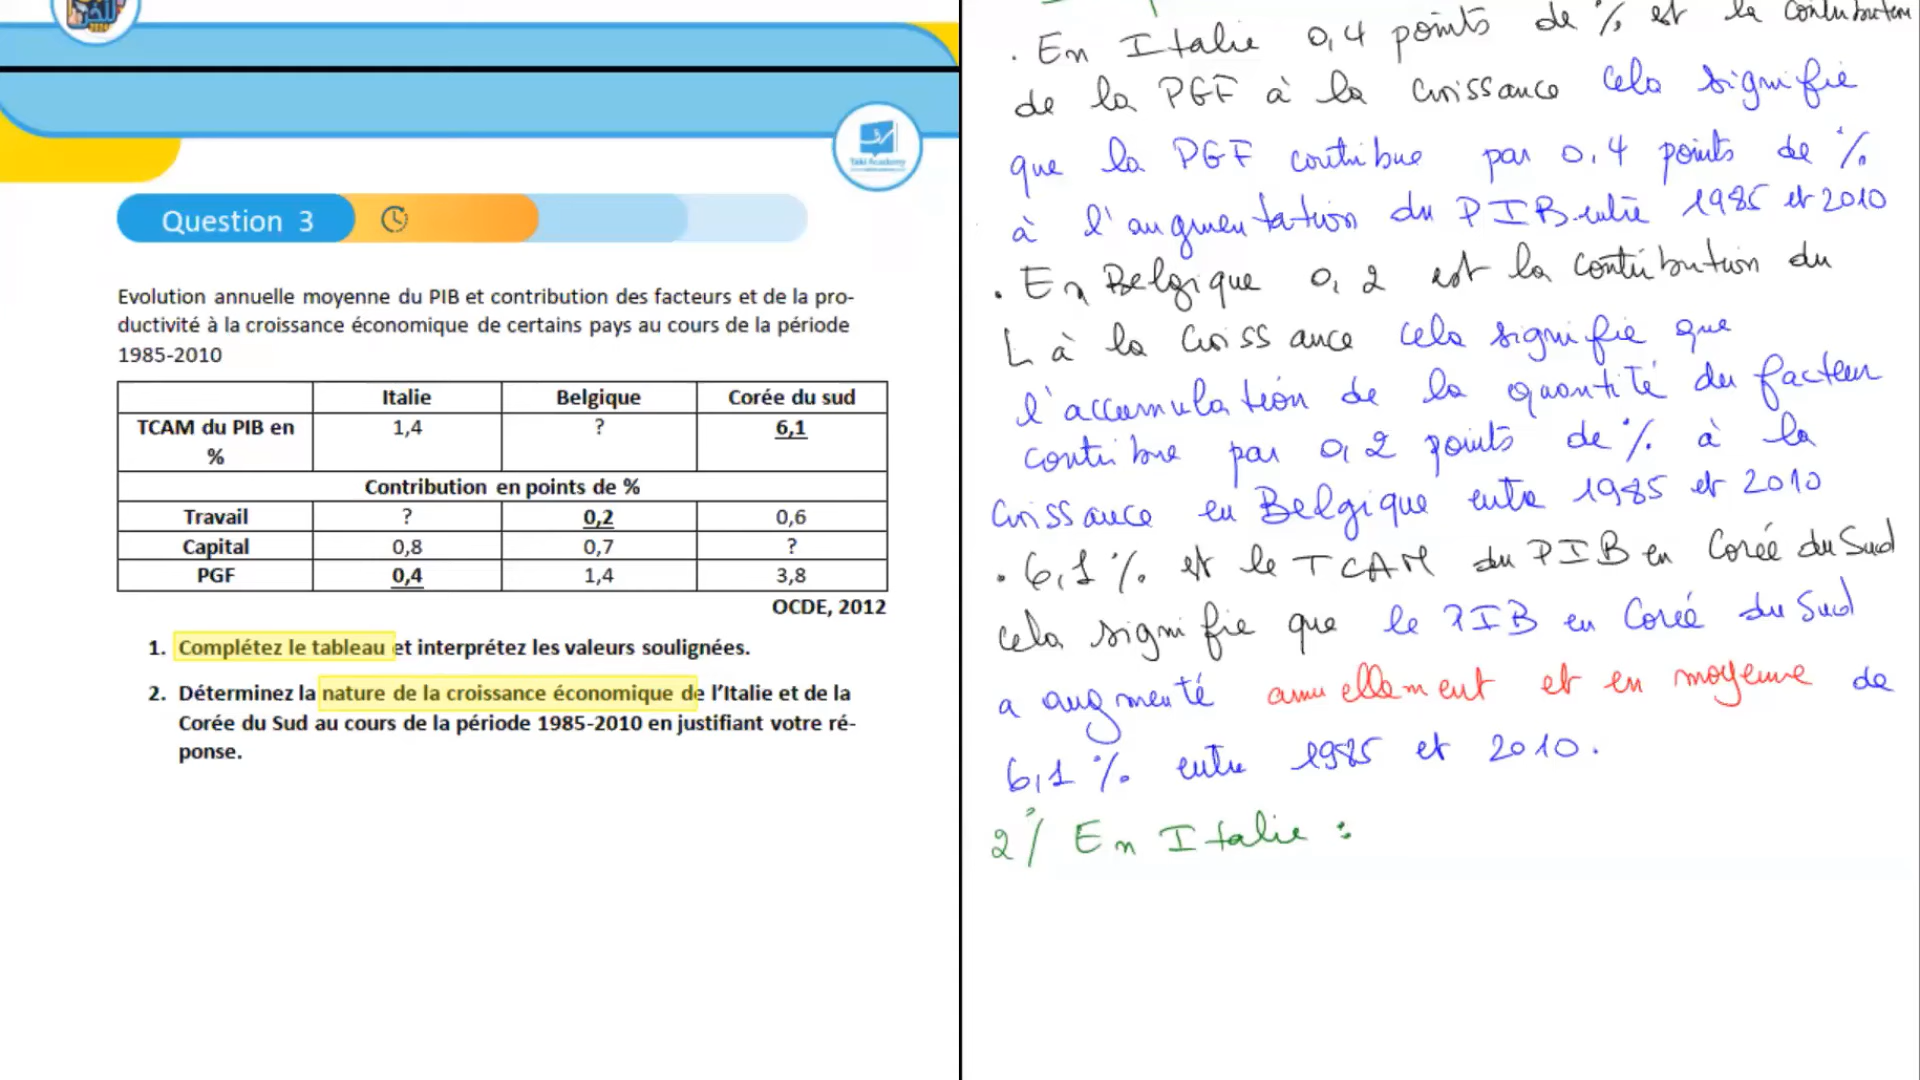 Taki Academy
Question 3
Evolution annuelle moyenne du PIB et contribution des facteurs et de la pro-
ductivité à la croissance économique de certains pays au cours de la période
1985-2010
Italie Belgique Corée du sud
TCAM du PIB en % 1,4 ? 6,1
Contribution en points de %
Travail ? 0,2 0,6
Capital 0,8 0,7 ?
PGF 0,4 1,4 3,8
OCDE, 2012
1. Complétez le tableau et interprétez les valeurs soulignées.
2. Déterminez la nature de la croissance économique de l’Italie et de la
Corée du Sud au cours de la période 1985-2010 en justifiant votre ré-
ponse.
. En Italie 0,4 points de % est la contribution
de la PGF à la croissance cela signifie
que la PGF contribue par 0,4 points de %
à l'augmentation du PIB entre 1985 et 2010
. En Belgique 0,2 est la contribution du
L à la croissance cela signifie que
l'accumulation de la quantité du facteur
contribue par 0,2 points de % à la
croissance en Belgique entre 1985 et 2010
. 6,1 % et le TCAM du PIB en Corée du Sud
cela signifie que le PIB en Corée du Sud
a augmenté annuellement et en moyenne de
6,1 % entre 1985 et 2010.
2°/ En Italie :